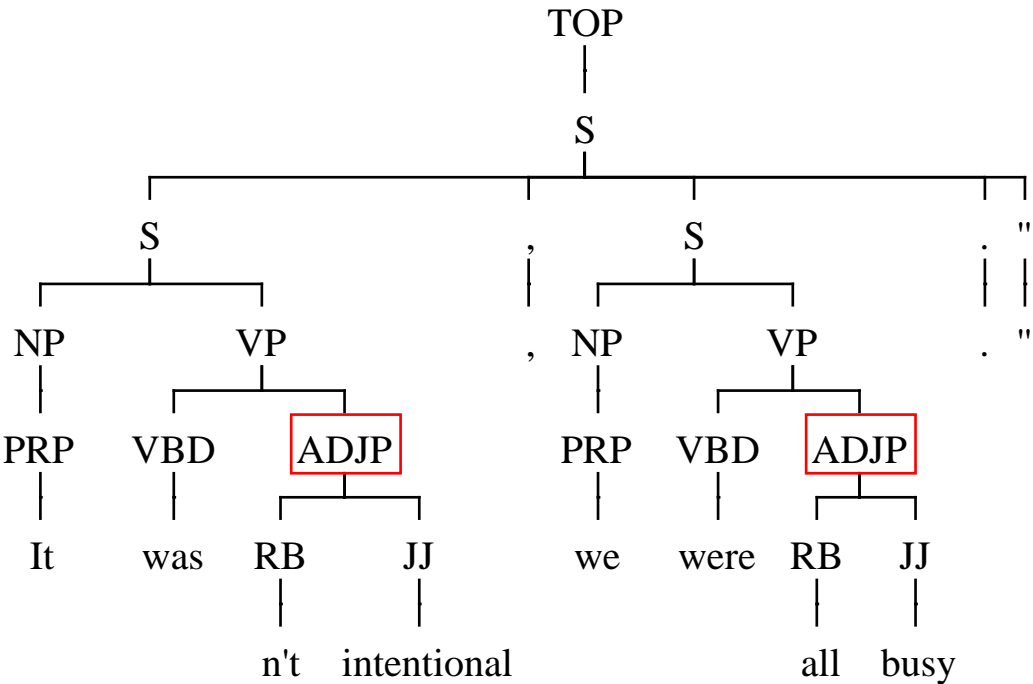 TOP
S
S , S . "
NP VP , NP VP . "
PRP VBD ADJP PRP VBD ADJP
It was RB JJ we were RB JJ
n't intentional all busy